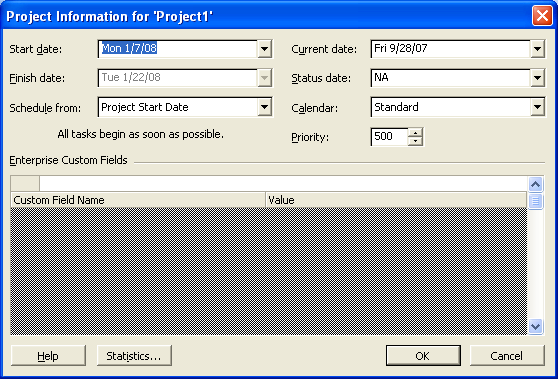 Project Information for 'Project1'
Start date: Mon 1/7/08 Current date: Fri 9/28/07
Finish date: Tue 1/22/08 Status date: NA
Schedule from: Project Start Date Calendar: Standard
All tasks begin as soon as possible. Priority: 500
Enterprise Custom Fields
Custom Field Name Value
Help Statistics... OK Cancel